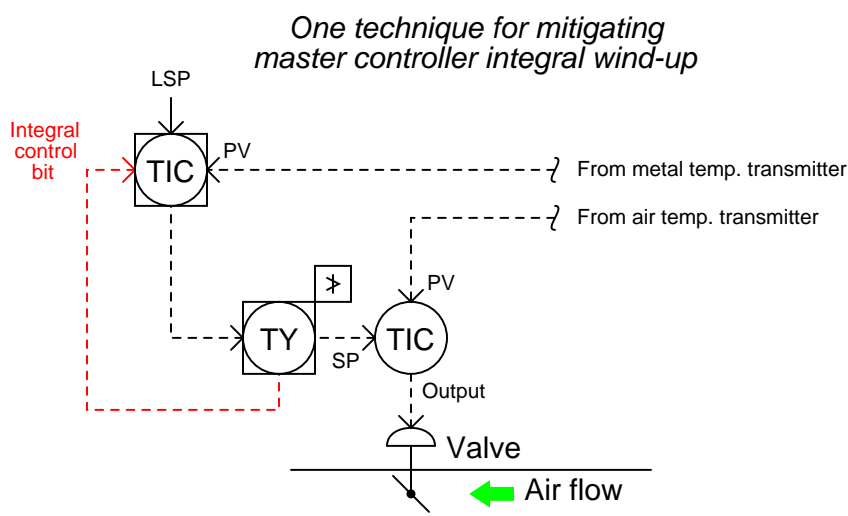 One technique for mitigating
master controller integral wind-up
LSP
Integral
control
bit
TIC
PV
From metal temp. transmitter
From air temp. transmitter
PV
TY
SP
TIC
Output
Valve
Air flow